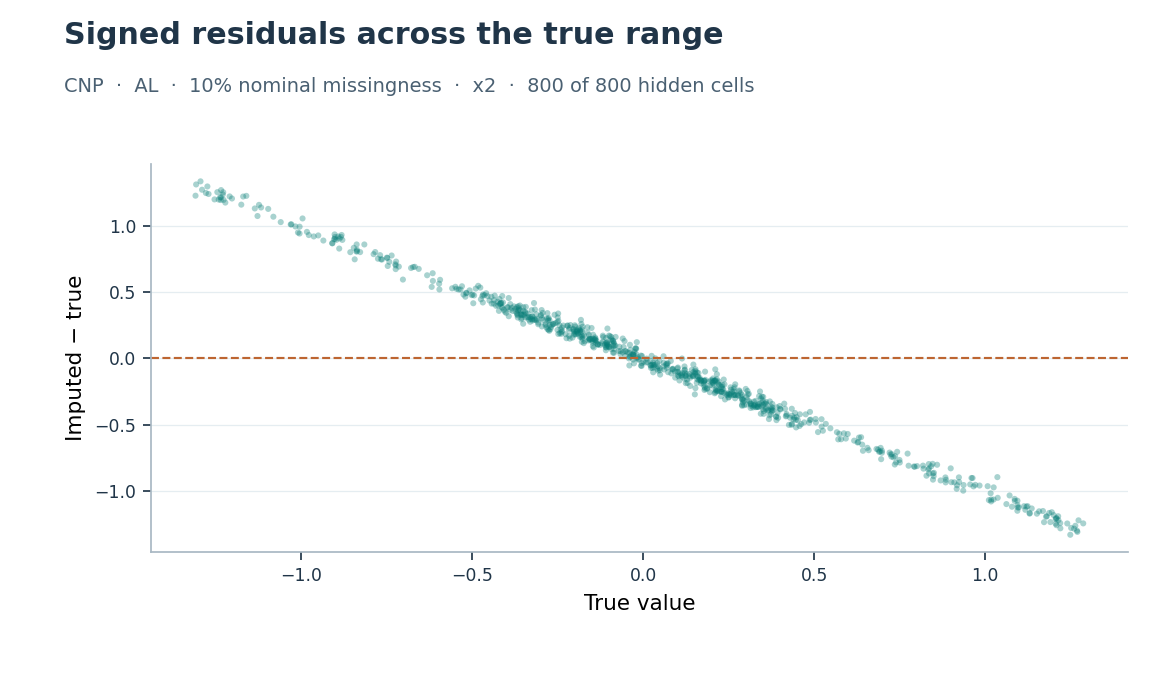 Signed residuals across the true range
CNP · AL · 10% nominal missingness · x2 · 800 of 800 hidden cells
Imputed − true
1.0
0.5
0.0
−0.5
−1.0
−1.0 −0.5 0.0 0.5 1.0
True value